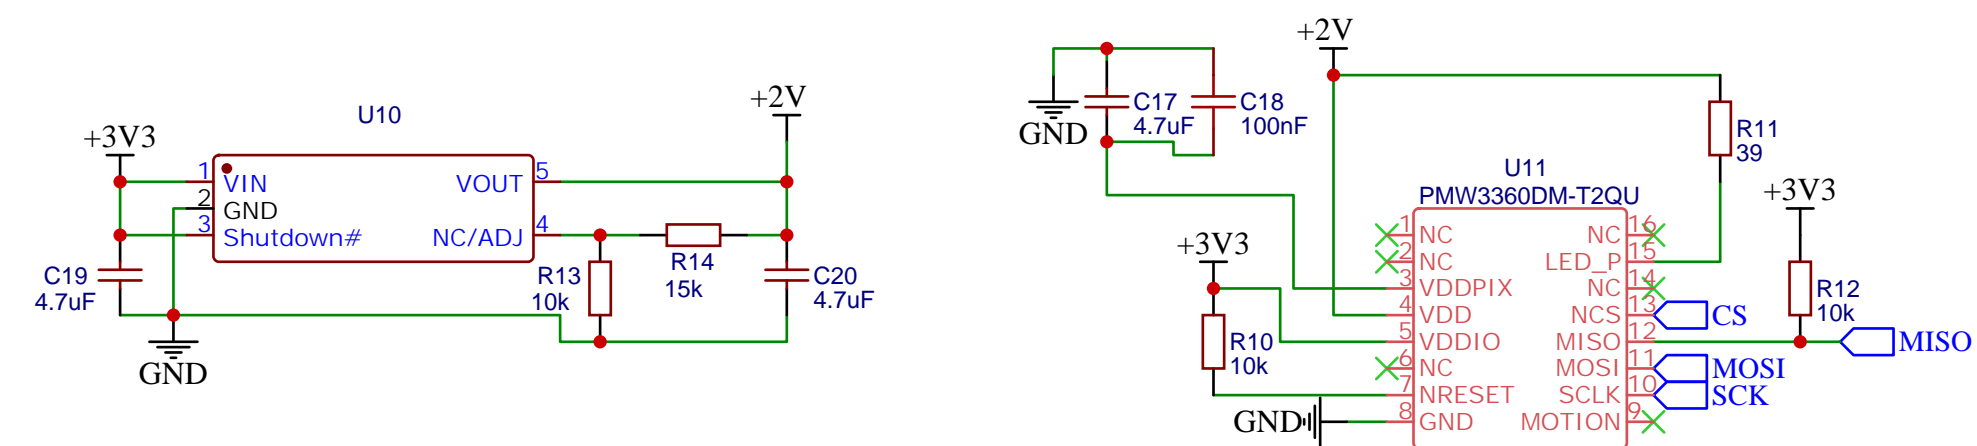 U10
+3V3
+2V
1
VIN
2
GND
3
Shutdown#
VOUT
5
NC/ADJ
4
C19
4.7uF
R13
10k
R14
15k
C20
4.7uF
GND
+2V
GND
C17
4.7uF
C18
100nF
R11
39
U11
PMW3360DM-T2QU
+3V3
+3V3
R10
10k
R12
10k
1
NC
2
NC
3
VDDPIX
4
VDD
5
VDDIO
6
NC
7
NRESET
8
GND
GND
NC
16
LED_P
15
NC
14
NCS
13
CS
MISO
12
MISO
MOSI
11
MOSI
SCLK
10
SCK
MOTION
9